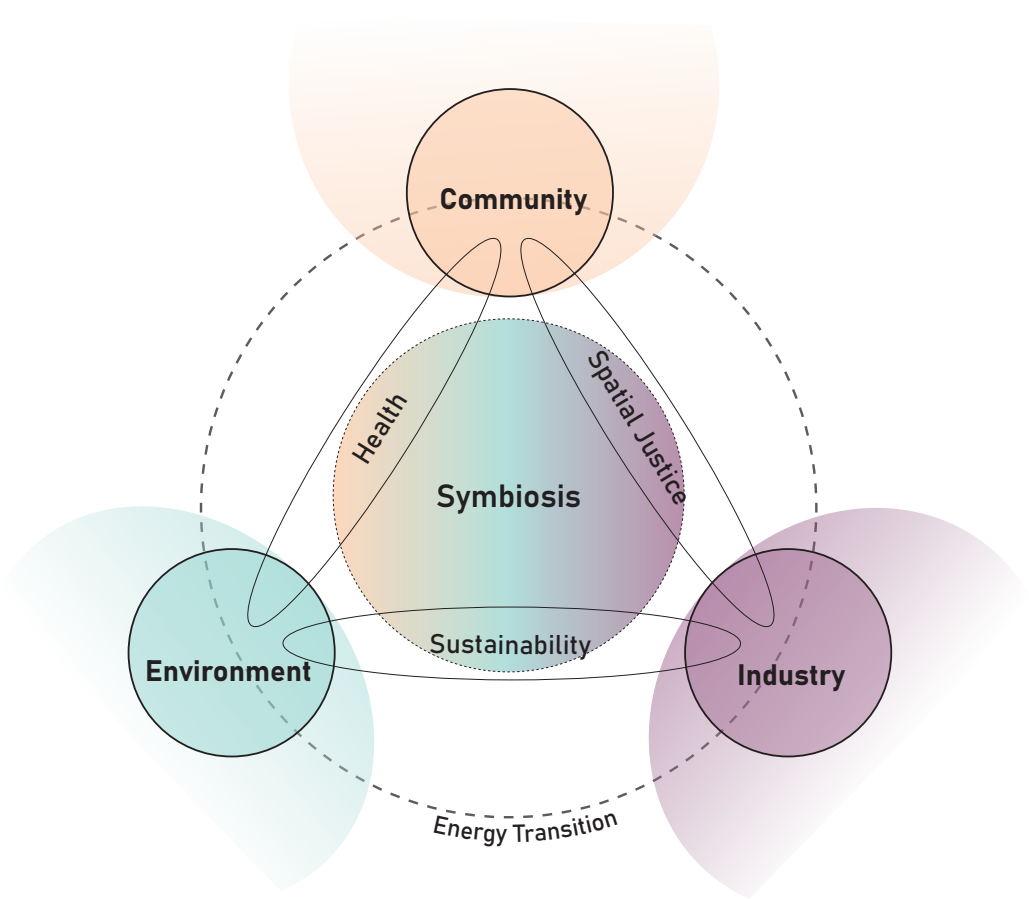 Community
Health
Spatial Justice
Symbiosis
Sustainability
Environment
Industry
Energy Transition